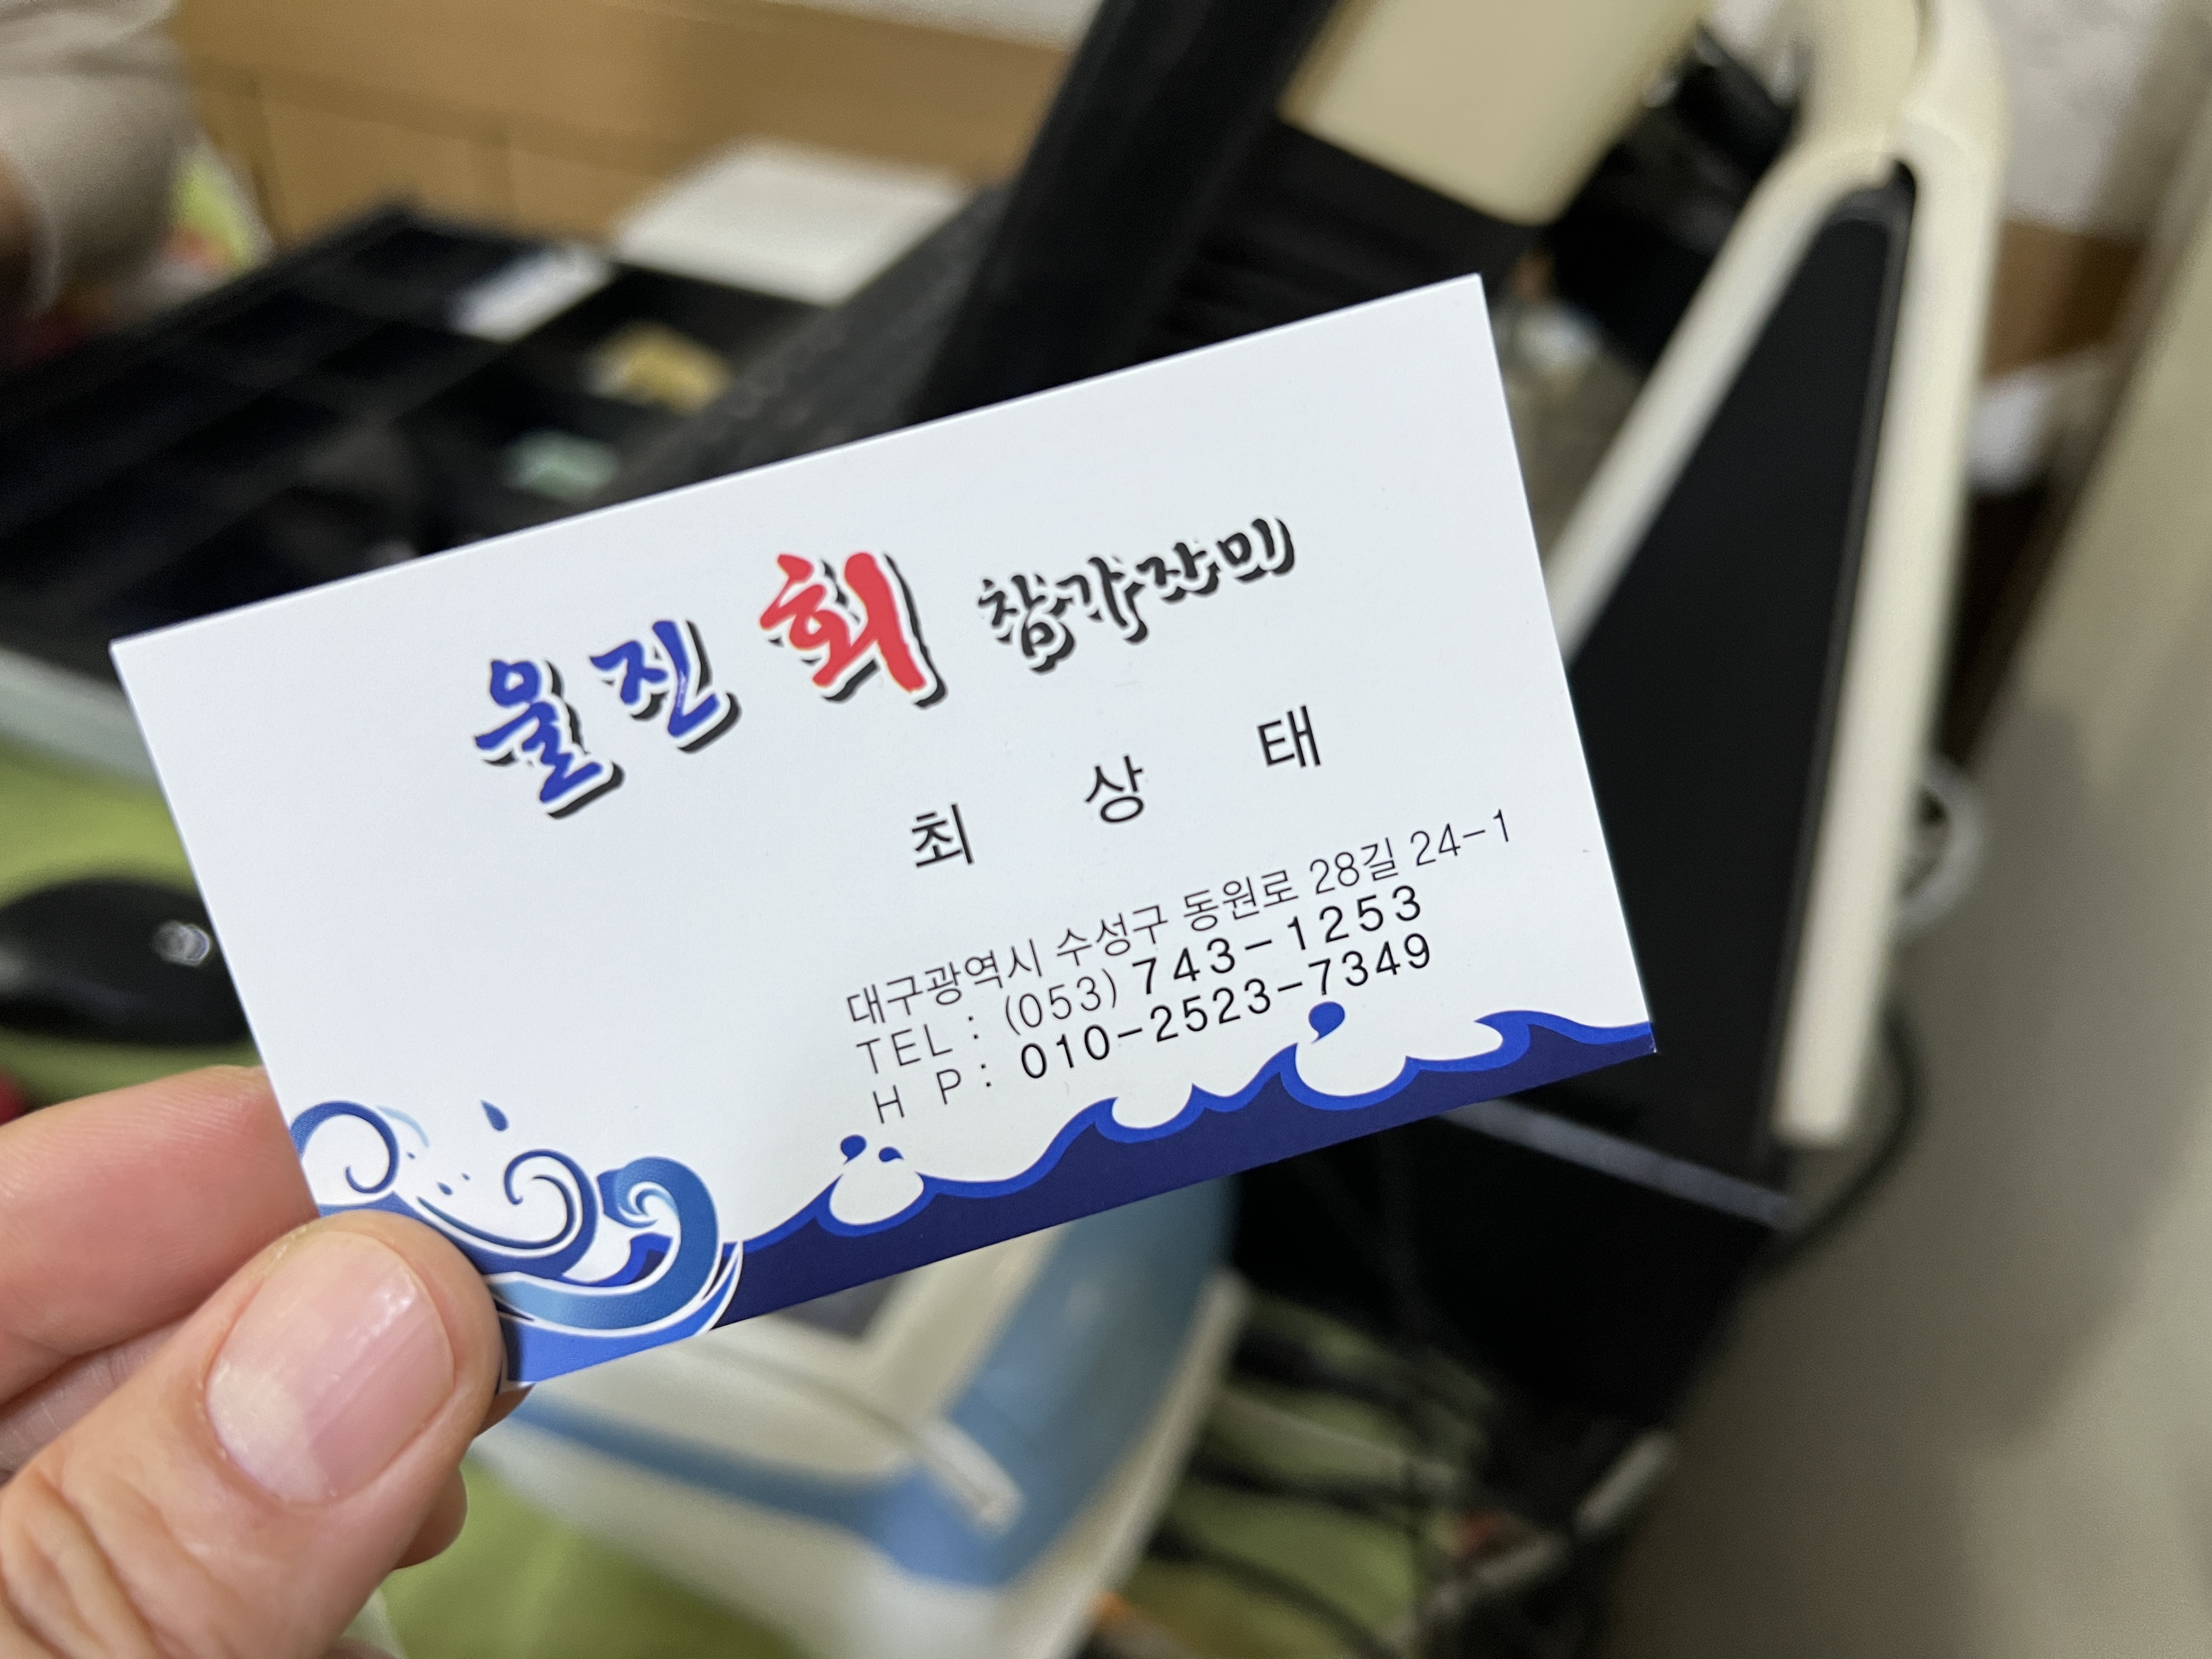 울진회 참가자미
최 상 태
대구광역시 수성구 동원로 28길 24-1
TEL : (053) 743-1253
H P : 010-2523-7349